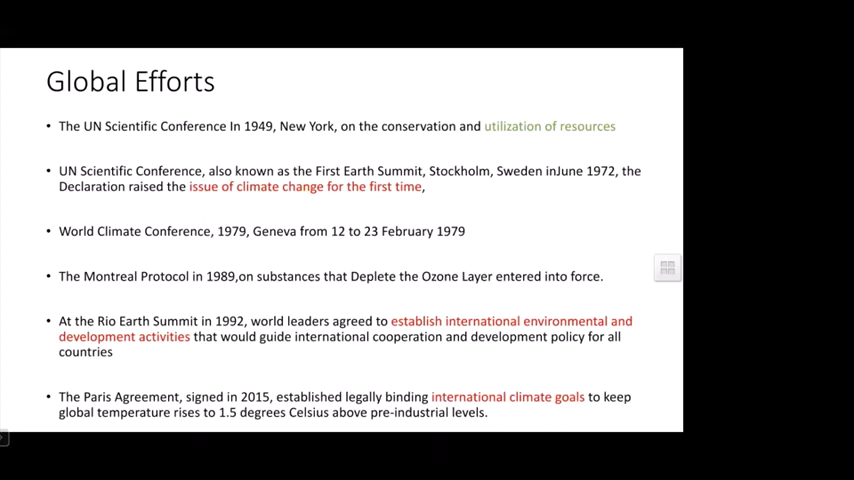 Global Efforts
• The UN Scientific Conference In 1949, New York, on the conservation and utilization of resources
• UN Scientific Conference, also known as the First Earth Summit, Stockholm, Sweden inJune 1972, the
Declaration raised the issue of climate change for the first time,
• World Climate Conference, 1979, Geneva from 12 to 23 February 1979
• The Montreal Protocol in 1989,on substances that Deplete the Ozone Layer entered into force.
• At the Rio Earth Summit in 1992, world leaders agreed to establish international environmental and
development activities that would guide international cooperation and development policy for all
countries
• The Paris Agreement, signed in 2015, established legally binding international climate goals to keep
global temperature rises to 1.5 degrees Celsius above pre-industrial levels.